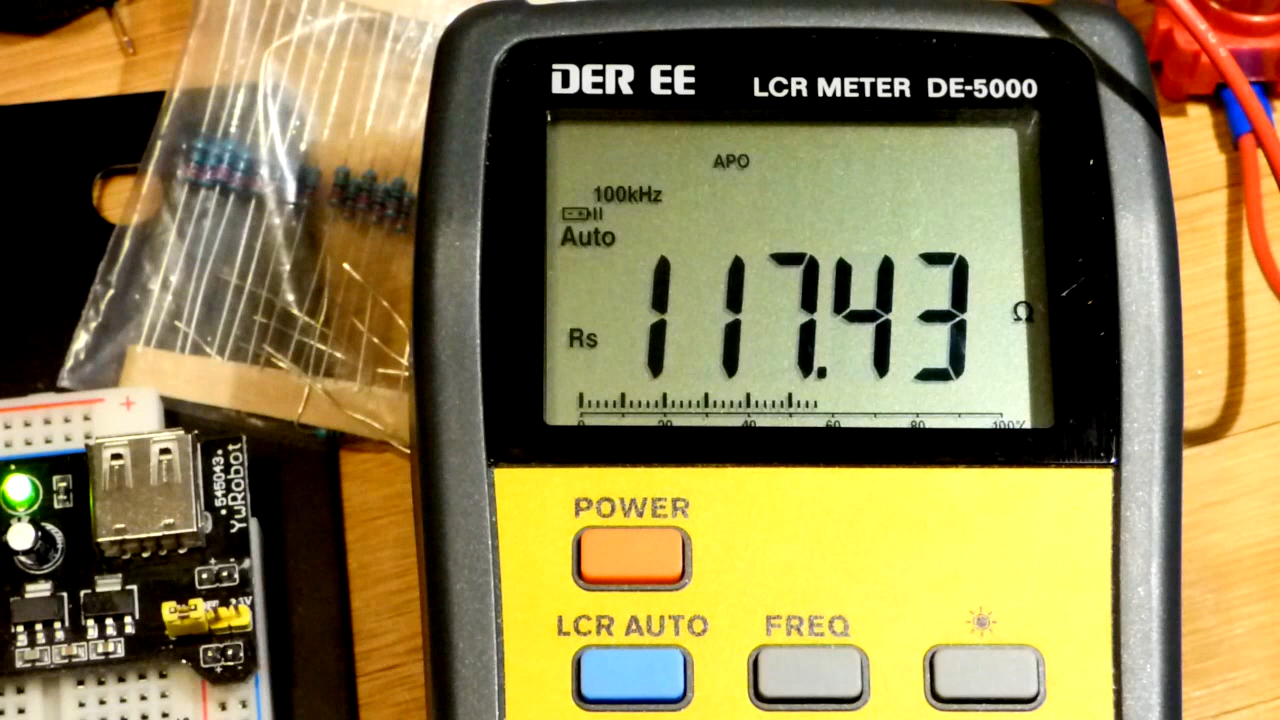 DER EE
LCR METER DE-5000
APO
100kHz
Auto
Rs 117.43 Ω
0 20 40 60 80 100%
POWER
LCR AUTO FREQ
545043
YuRobot